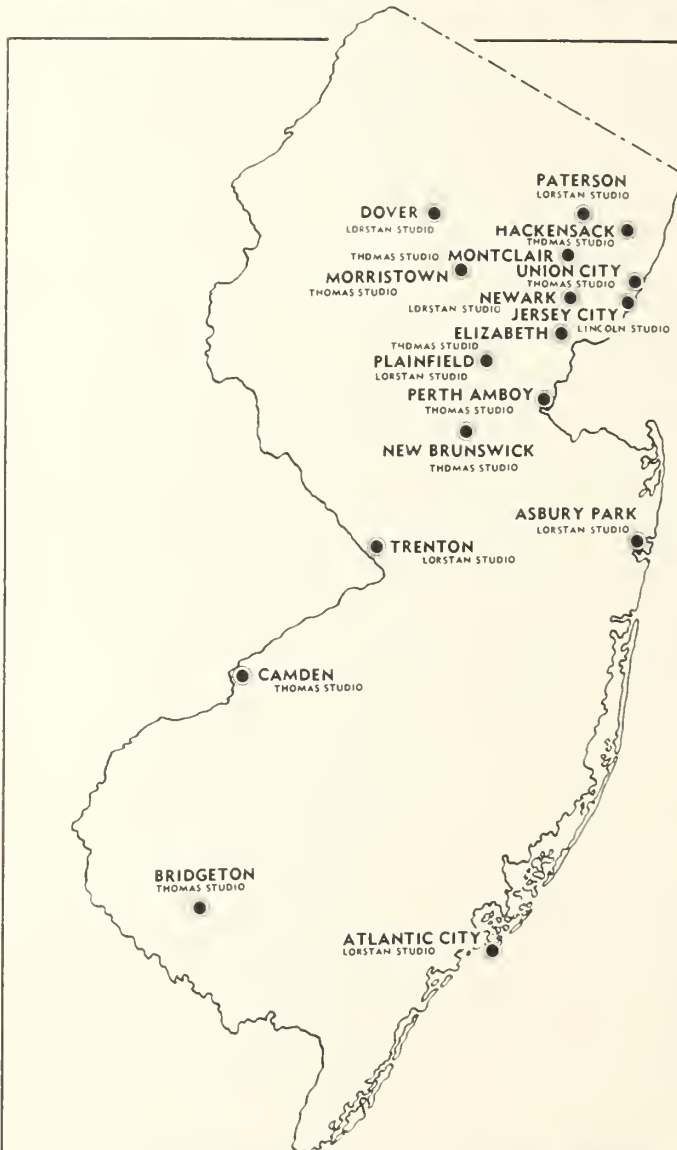 PATERSON
LORSTAN STUDIO
DOVER
LORSTAN STUDIO
HACKENSACK
THOMAS STUDIO
THOMAS STUDIO MONTCLAIR
MORRISTOWN
THOMAS STUDIO
UNION CITY
THOMAS STUDIO
NEWARK
LORSTAN STUDIO
JERSEY CITY
LINCOLN STUDIO
ELIZABETH
THOMAS STUDIO
PLAINFIELD
LORSTAN STUDIO
PERTH AMBOY
THOMAS STUDIO
NEW BRUNSWICK
THOMAS STUDIO
ASBURY PARK
LORSTAN STUDIO
TRENTON
LORSTAN STUDIO
CAMDEN
THOMAS STUDIO
BRIDGETON
THOMAS STUDIO
ATLANTIC CITY
LORSTAN STUDIO